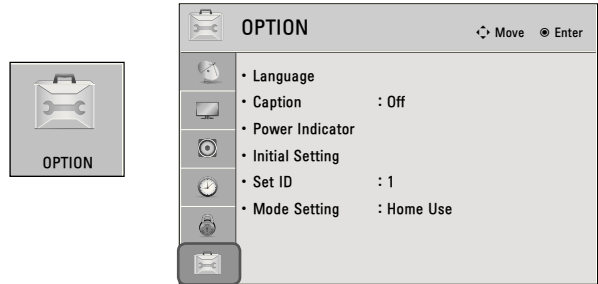 OPTION
OPTION
Move Enter
• Language
• Caption : Off
• Power Indicator
• Initial Setting
• Set ID : 1
• Mode Setting : Home Use